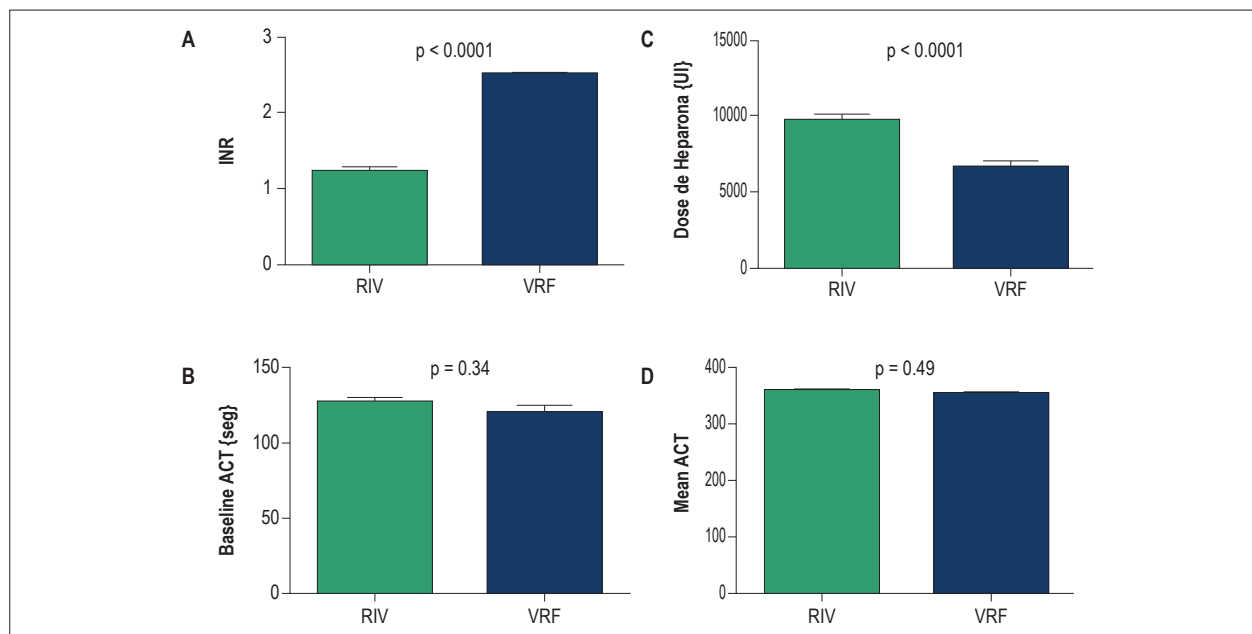 A
p < 0.0001
INR
3
2
1
0
RIV
VRF
C
p < 0.0001
Dose de Heparona {UI}
15000
10000
5000
0
RIV
VRF
B
p = 0.34
Baseline ACT {seg}
150
100
50
0
RIV
VRF
D
p = 0.49
Mean ACT
400
300
200
100
0
RIV
VRF